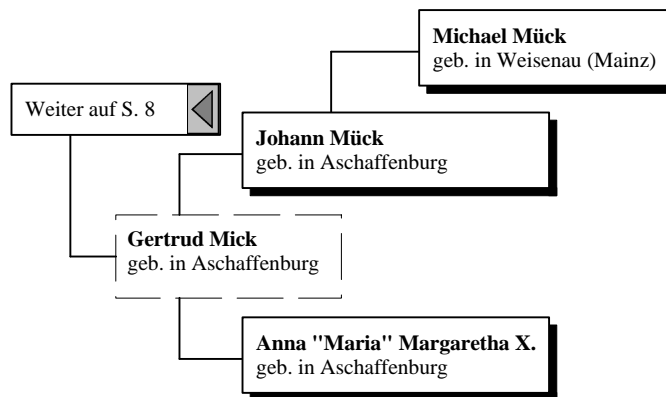 Michael Mück
geb. in Weisenau (Mainz)
Weiter auf S. 8
Johann Mück
geb. in Aschaffenburg
Gertrud Mick
geb. in Aschaffenburg
Anna "Maria" Margaretha X.
geb. in Aschaffenburg